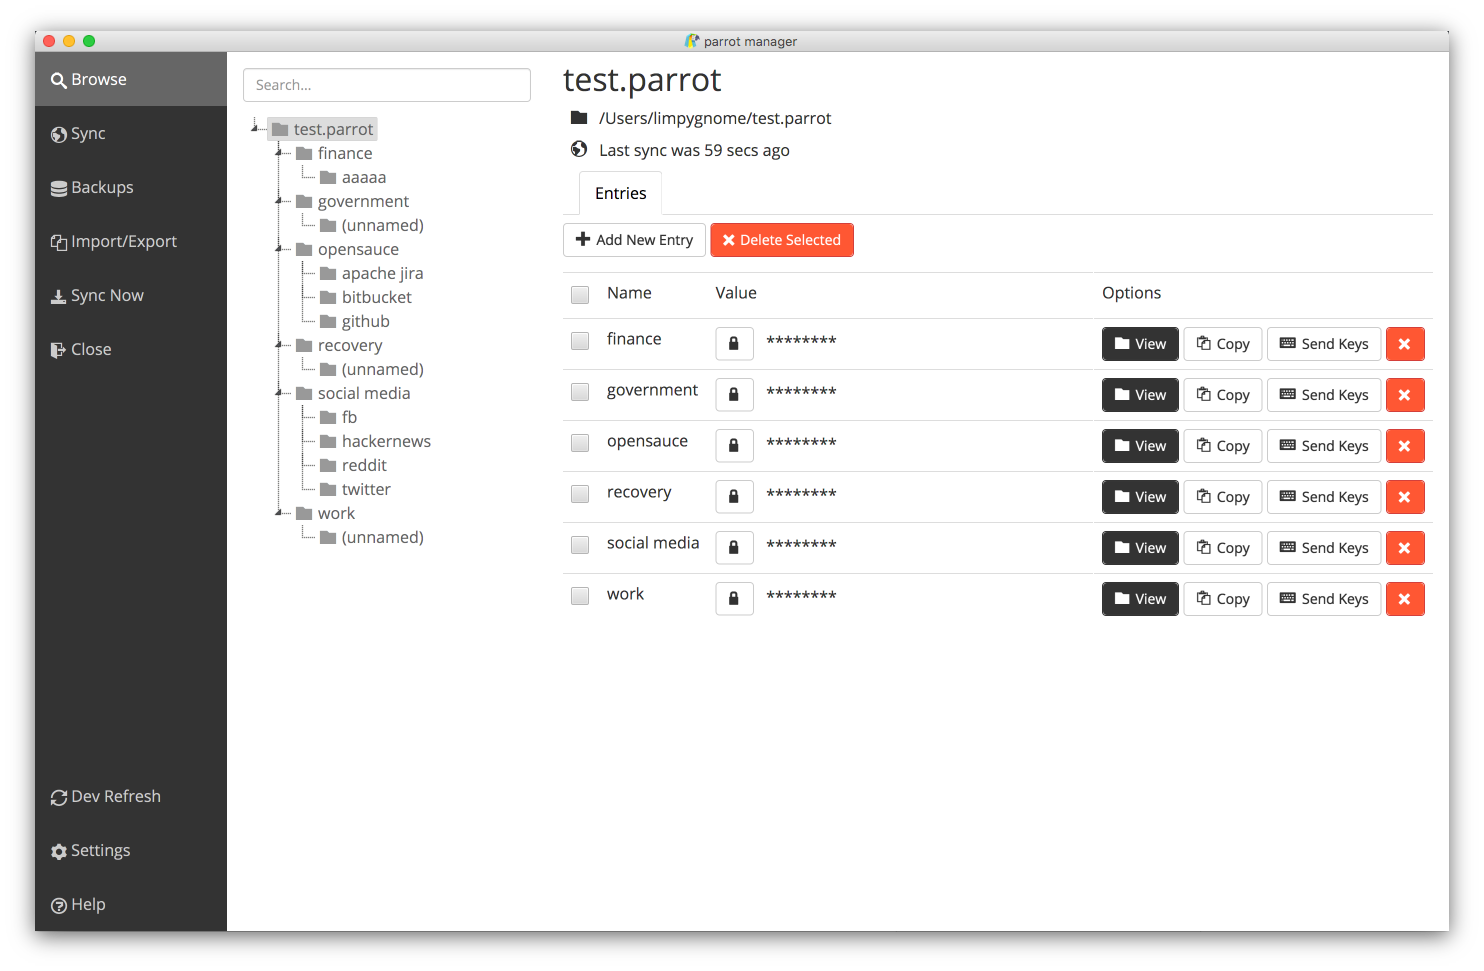 parrot manager
Browse
Sync
Backups
Import/Export
Sync Now
Close
Dev Refresh
Settings
Help
Search...
test.parrot
finance
aaaaa
government
(unnamed)
opensauce
apache jira
bitbucket
github
recovery
(unnamed)
social media
fb
hackernews
reddit
twitter
work
(unnamed)
test.parrot
/Users/limpygnome/test.parrot
Last sync was 59 secs ago
Entries
Add New Entry Delete Selected
Name Value Options
finance ******** View Copy Send Keys
government ******** View Copy Send Keys
opensauce ******** View Copy Send Keys
recovery ******** View Copy Send Keys
social media ******** View Copy Send Keys
work ******** View Copy Send Keys